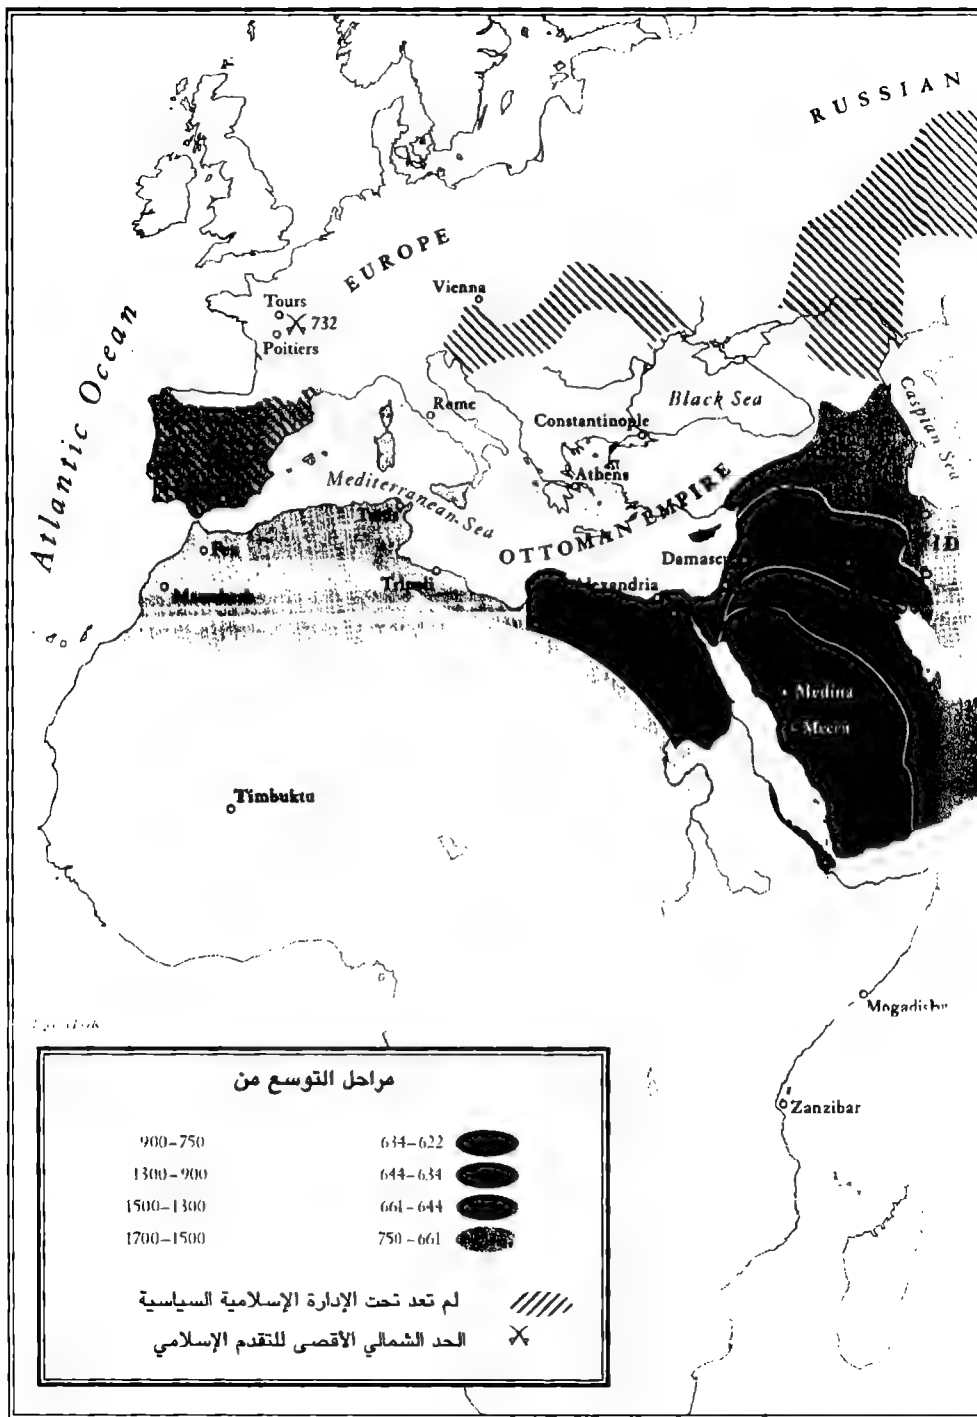 RUSSIAN
EUROPE
Vienna
Tours
732
Poitiers
Atlantic Ocean
Rome
Black Sea
Caspian Sea
Constantinople
Athens
Mediterranean Sea
OTTOMAN EMPIRE
Tunis
Fez
Damascu
Tripoli
Alexandria
Marrakesh
Medina
Mecca
Timbuktu
Mogadishu
Zanzibar
مراحل التوسع من
634–622 900–750
644–634 1300–900
661–644 1500–1300
750–661 1700–1500
لم تعد تحت الإدارة الإسلامية السياسية
الحد الشمالي الأقصى للتقدم الإسلامي